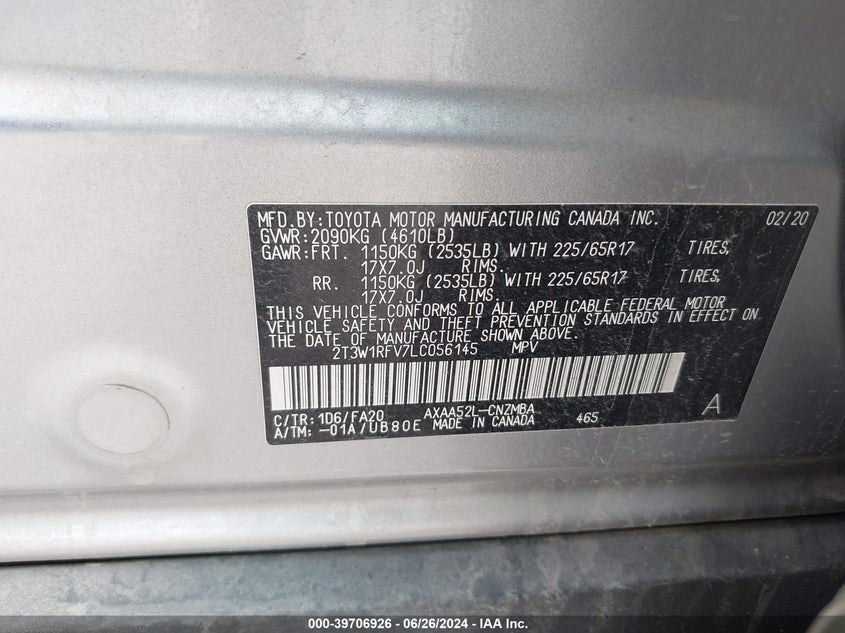 MFD.BY:TOYOTA MOTOR MANUFACTURING CANADA INC. 02/20
GVWR:2090KG (4610LB)
GAWR:FRT. 1150KG (2535LB) WITH 225/65R17 TIRES,
17X7.0J RIMS.
RR. 1150KG (2535LB) WITH 225/65R17 TIRES,
17X7.0J RIMS.
THIS VEHICLE CONFORMS TO ALL APPLICABLE FEDERAL MOTOR
VEHICLE SAFETY AND THEFT PREVENTION STANDARDS IN EFFECT ON
THE DATE OF MANUFACTURE SHOWN ABOVE.
2T3W1RFV7LC056145 MPV
C/TR:1D6/FA20 AXAA52L-CNZMBA 465 A
A/TM:-01A/UB80E MADE IN CANADA
000-39706926 - 06/26/2024 - IAA Inc.